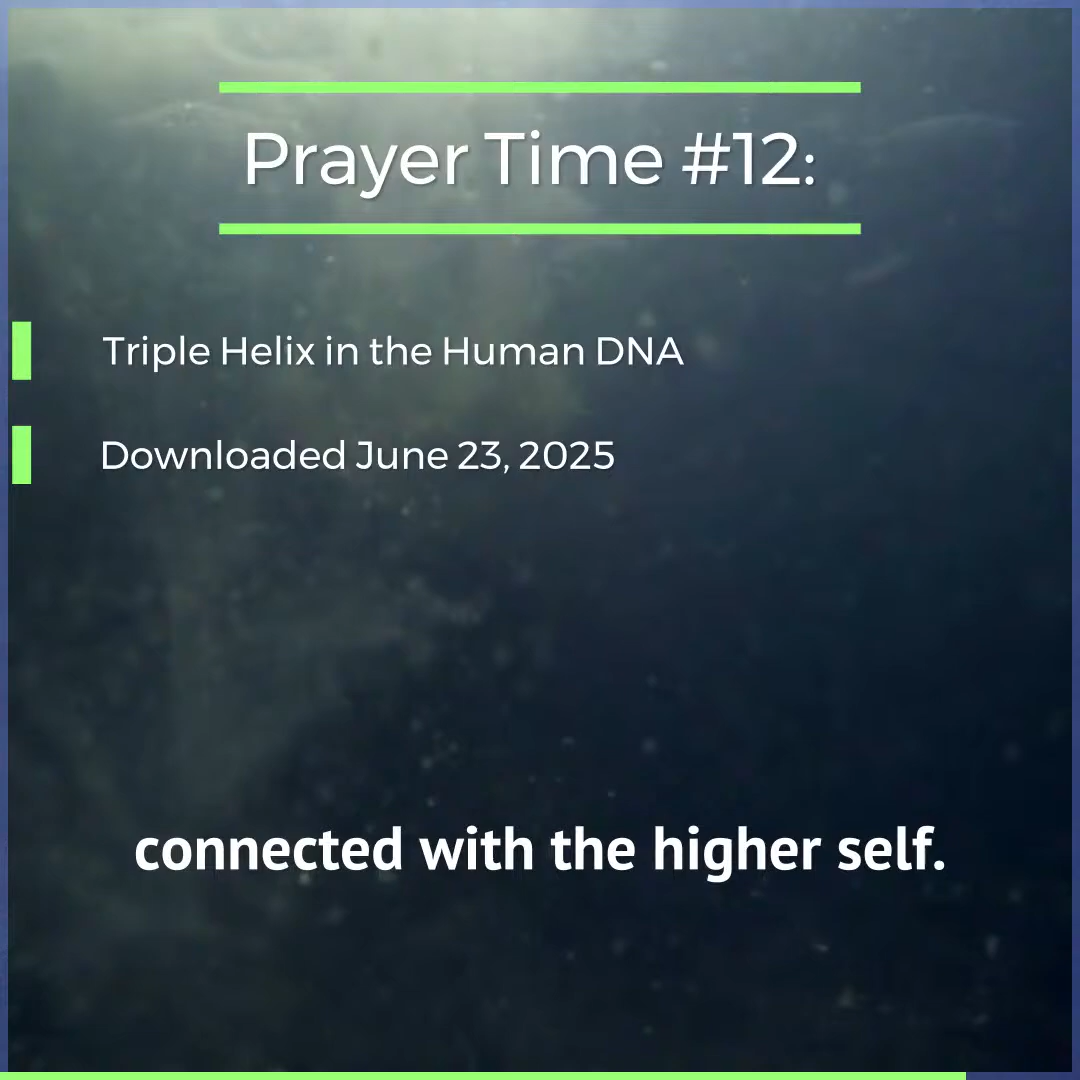 Prayer Time #12:
Triple Helix in the Human DNA
Downloaded June 23, 2025
connected with the higher self.